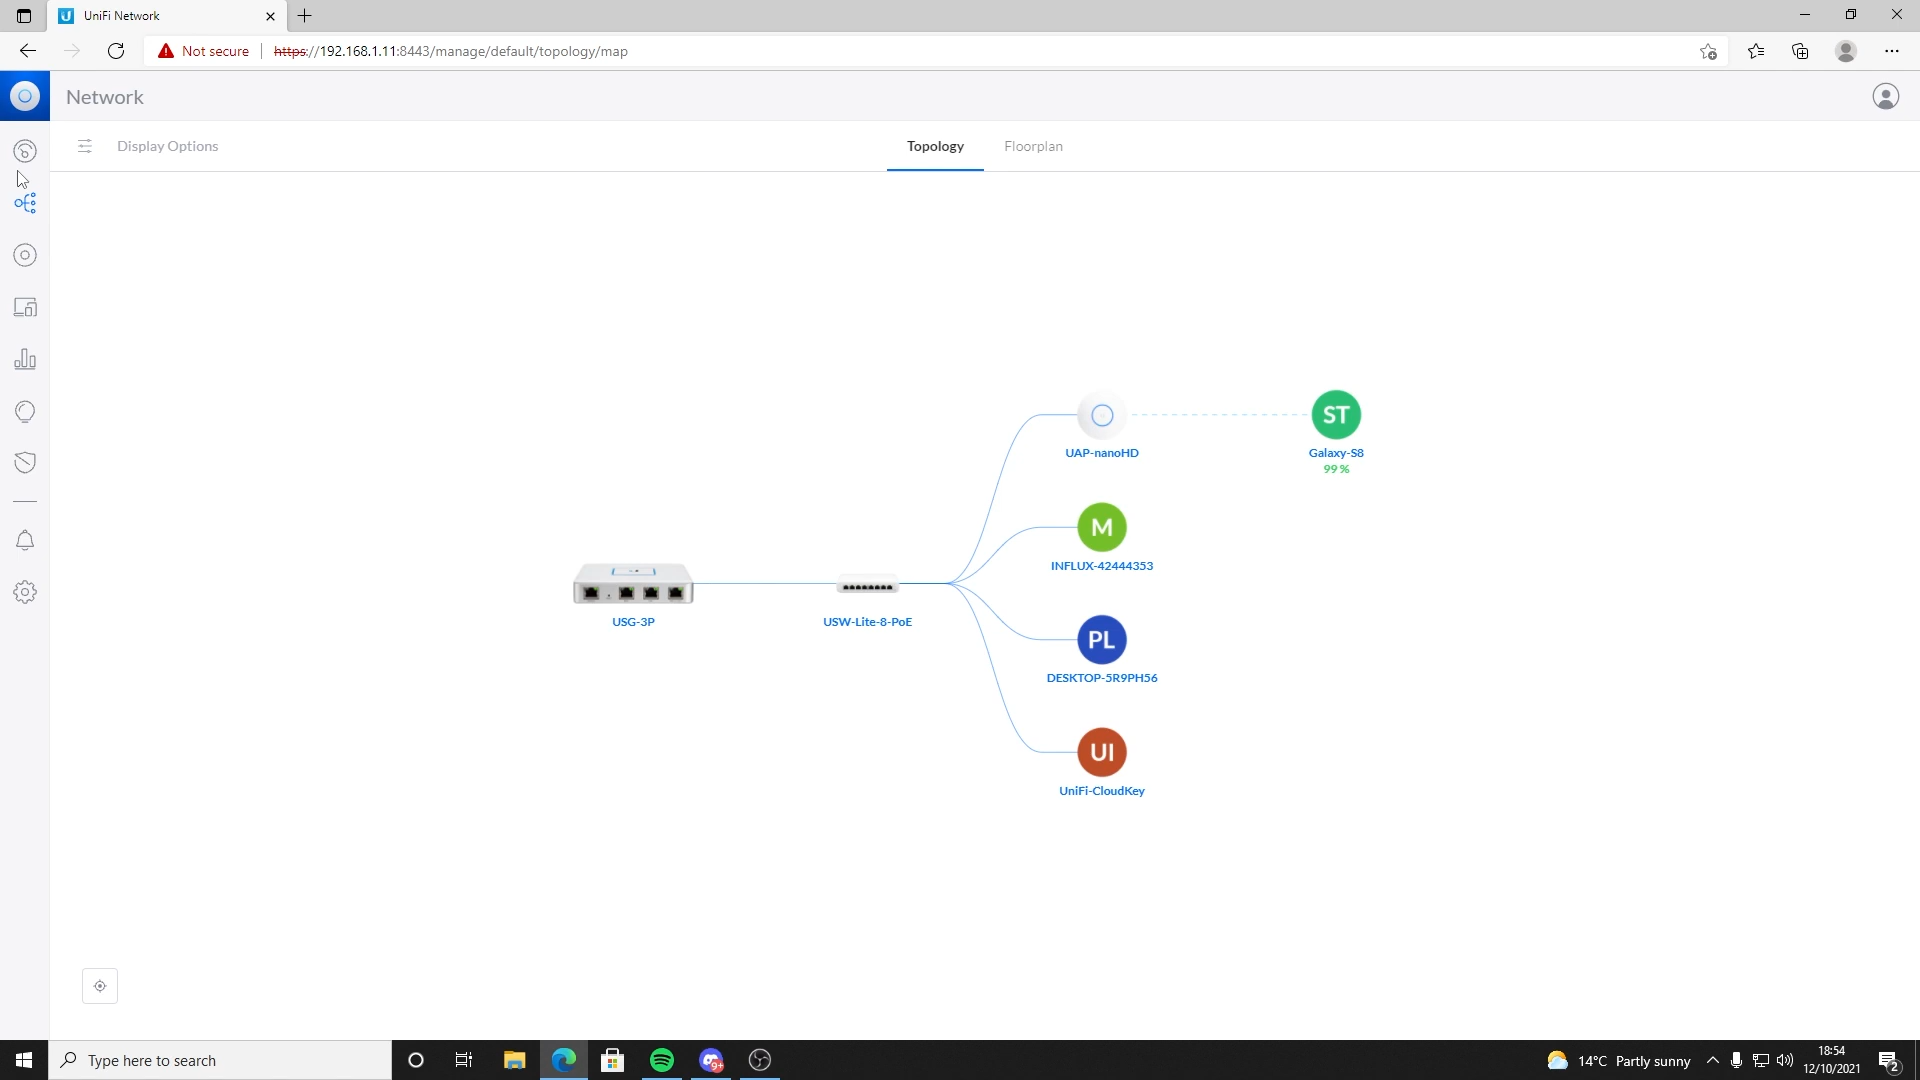 UniFi Network
Not secure
https://192.168.1.11:8443/manage/default/topology/map
Network
Display Options
Topology
Floorplan
ST
UAP-nanoHD
Galaxy-S8
99 %
M
INFLUX-42444353
USG-3P
USW-Lite-8-PoE
PL
DESKTOP-5R9PH56
UI
UniFi-CloudKey
Type here to search
9+
14°C Partly sunny
18:54
12/10/2021
2